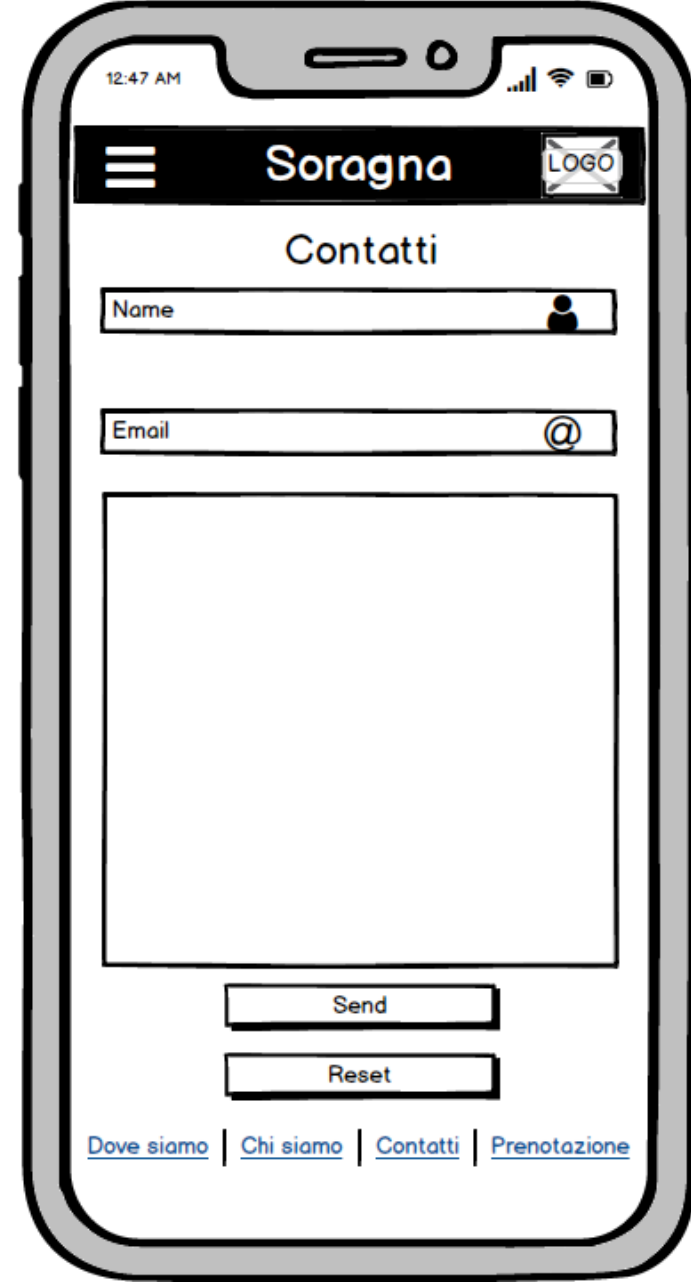 12:47 AM
Soragna
LOGO
Contatti
Name
Email
@
Send
Reset
Dove siamo | Chi siamo | Contatti | Prenotazione